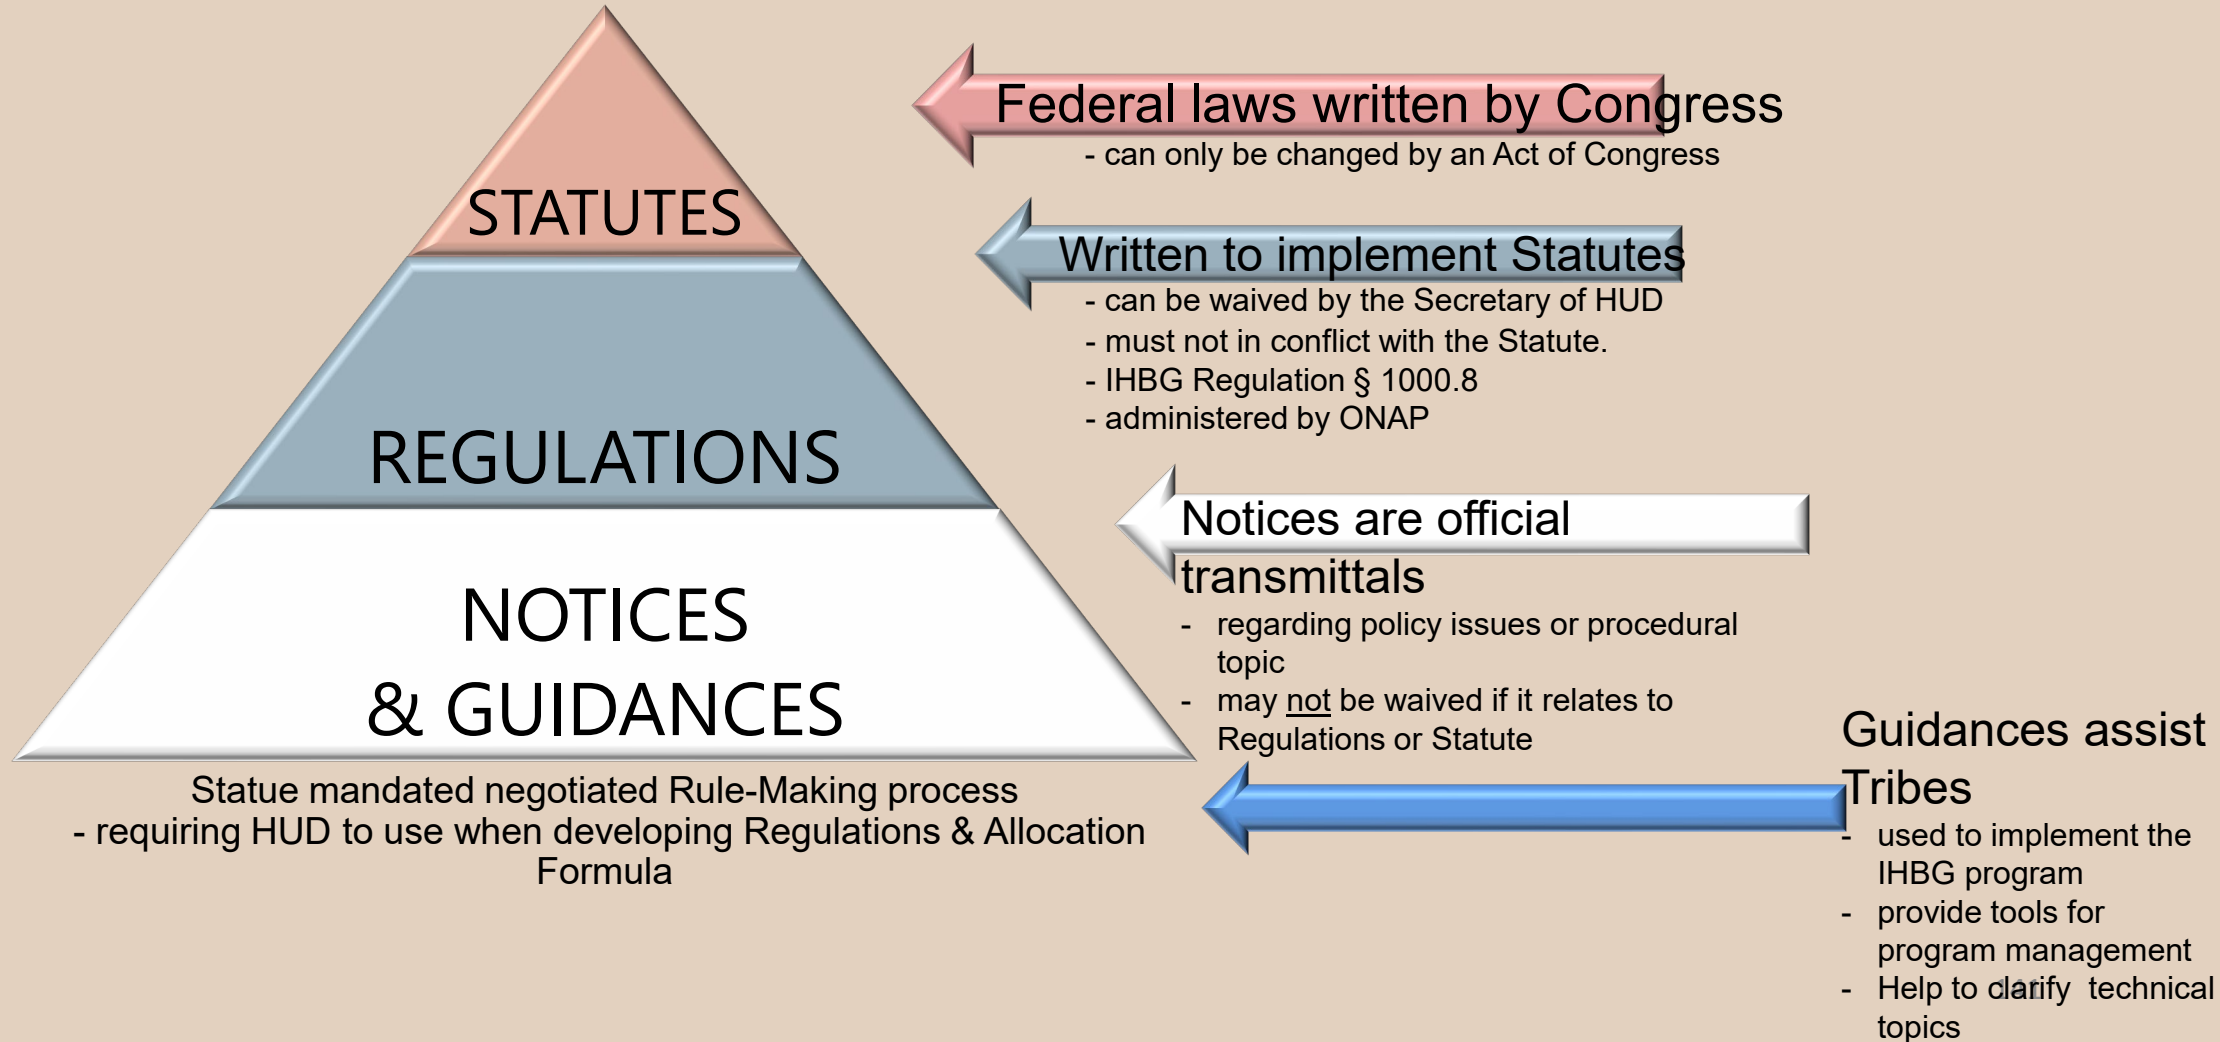 STATUTES
REGULATIONS
NOTICES
& GUIDANCES
Statue mandated negotiated Rule-Making process
- requiring HUD to use when developing Regulations & Allocation
Formula
Federal laws written by Congress
- can only be changed by an Act of Congress
Written to implement Statutes
- can be waived by the Secretary of HUD
- must not in conflict with the Statute.
- IHBG Regulation § 1000.8
- administered by ONAP
Notices are official
transmittals
- regarding policy issues or procedural
topic
- may not be waived if it relates to
Regulations or Statute
Guidances assist
Tribes
- used to implement the
IHBG program
- provide tools for
program management
- Help to clarify technical
topics